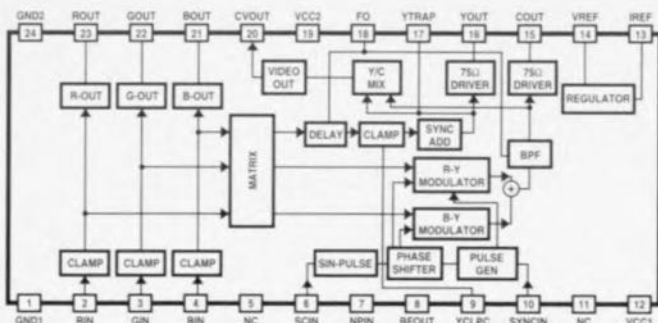 GND2 ROUT GOUT BOUT CVOUT VCC2 FO YTRAP YOUT COUT VREF IREF
24 23 22 21 20 19 18 17 16 15 14 13
VIDEO OUT
Y/C MIX
75Ω DRIVER
75Ω DRIVER
R-OUT
G-OUT
B-OUT
REGULATOR
MATRIX
DELAY
CLAMP
SYNC ADD
BPF
R-Y MODULATOR
+
B-Y MODULATOR
CLAMP
CLAMP
CLAMP
SIN-PULSE
PHASE SHIFTER
PULSE GEN
1 2 3 4 5 6 7 8 9 10 11 12
GND1 RIN GIN BIN NC SCIN NPIN BFOUT YCLPC SYNCIN NC VCC1